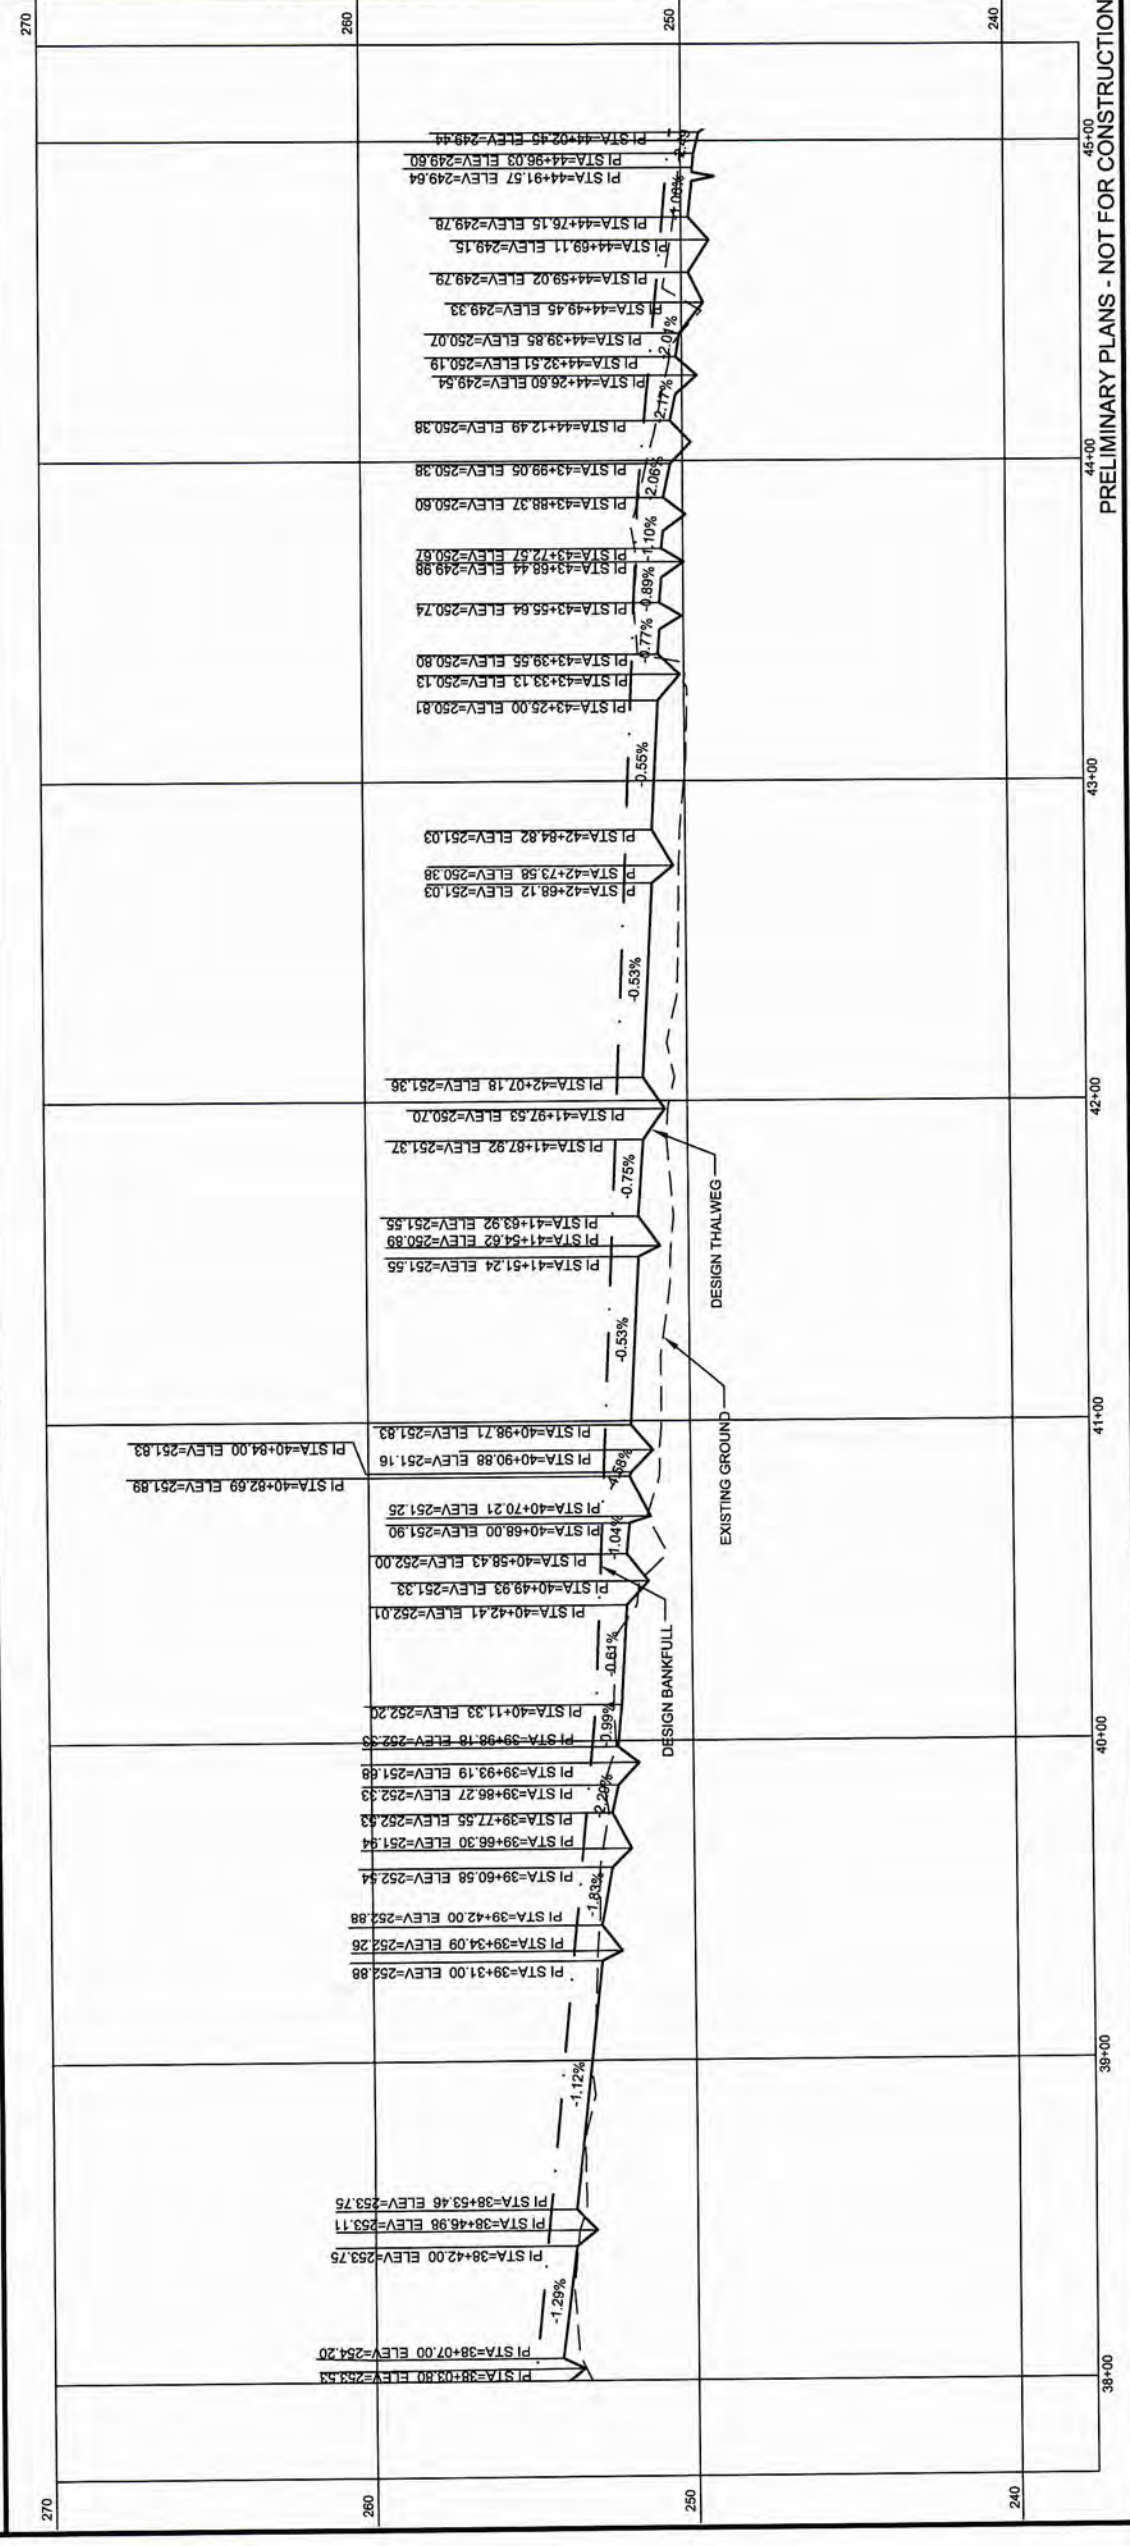 270
260
250
240
PI STA=38+03.80 ELEV=253.53
PI STA=38+07.00 ELEV=254.20
-1.29%
PI STA=38+42.00 ELEV=253.75
PI STA=38+46.98 ELEV=253.11
PI STA=38+53.46 ELEV=253.75
-1.12%
PI STA=39+31.00 ELEV=252.88
PI STA=39+34.09 ELEV=252.26
PI STA=39+42.00 ELEV=252.88
-1.83%
PI STA=39+60.58 ELEV=252.54
PI STA=39+66.30 ELEV=251.94
PI STA=39+77.55 ELEV=252.53
-2.29%
PI STA=39+86.27 ELEV=252.33
PI STA=39+93.19 ELEV=251.68
PI STA=39+98.18 ELEV=252.33
-0.99%
PI STA=40+11.33 ELEV=252.20
-0.61%
PI STA=40+42.41 ELEV=252.01
PI STA=40+49.93 ELEV=251.33
PI STA=40+58.43 ELEV=252.00
-1.04%
PI STA=40+68.00 ELEV=251.90
PI STA=40+70.21 ELEV=251.25
PI STA=40+82.69 ELEV=251.89
-4.58%
PI STA=40+84.00 ELEV=251.83
PI STA=40+90.88 ELEV=251.16
PI STA=40+98.71 ELEV=251.83
-0.53%
PI STA=41+51.24 ELEV=251.55
PI STA=41+54.62 ELEV=250.89
PI STA=41+63.92 ELEV=251.55
-0.75%
PI STA=41+87.92 ELEV=251.37
PI STA=41+97.53 ELEV=250.70
PI STA=42+07.18 ELEV=251.36
-0.53%
P STA=42+68.12 ELEV=251.03
P STA=42+73.58 ELEV=250.38
PI STA=42+84.82 ELEV=251.03
-0.55%
PI STA=43+25.00 ELEV=250.81
PI STA=43+33.13 ELEV=250.13
PI STA=43+39.55 ELEV=250.80
-0.77%
PI STA=43+55.64 ELEV=250.74
-0.89%
PI STA=43+68.44 ELEV=249.98
PI STA=43+72.57 ELEV=250.67
-1.10%
PI STA=43+88.37 ELEV=250.60
-2.06%
PI STA=43+99.05 ELEV=250.38
PI STA=44+12.49 ELEV=250.38
-2.17%
PI STA=44+26.60 ELEV=249.54
PI STA=44+32.51 ELEV=250.19
-2.01%
PI STA=44+39.85 ELEV=250.07
PI STA=44+49.45 ELEV=249.33
PI STA=44+59.02 ELEV=249.79
PI STA=44+69.11 ELEV=249.15
PI STA=44+76.15 ELEV=249.78
-1.08%
PI STA=44+91.57 ELEV=249.64
PI STA=44+96.03 ELEV=249.60
-2.49
PI STA=44+02.45 ELEV=249.44
DESIGN BANKFULL
EXISTING GROUND
DESIGN THALWEG
270
260
250
240
38+00
39+00
40+00
41+00
42+00
43+00
44+00
45+00
PRELIMINARY PLANS - NOT FOR CONSTRUCTION